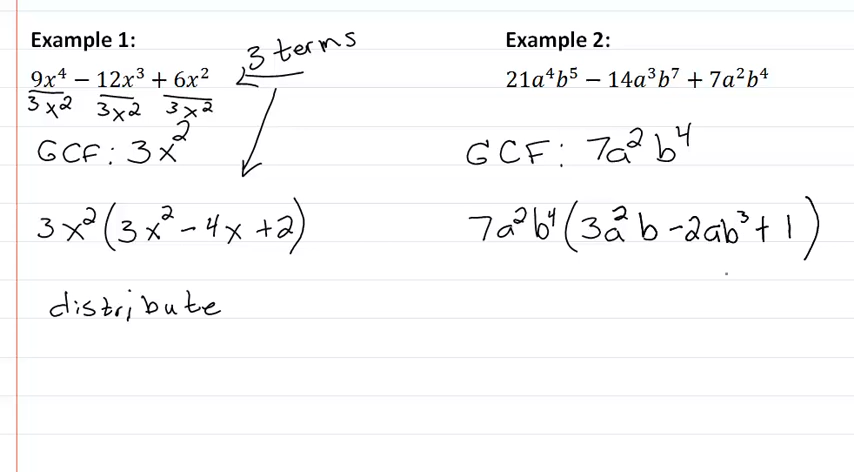 Example 1:
3 terms
9x⁴ − 12x³ + 6x²
3x² 3x² 3x²
GCF: 3x²
3x²(3x² − 4x + 2)
distribute
Example 2:
21a⁴b⁵ − 14a³b⁷ + 7a²b⁴
GCF: 7a²b⁴
7a²b⁴(3a²b − 2ab³ + 1)